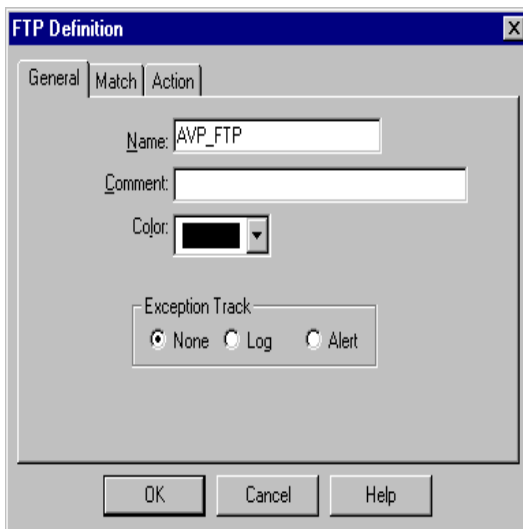 FTP Definition
General Match Action
Name: AVP_FTP
Comment:
Color:
Exception Track
None Log Alert
OK Cancel Help